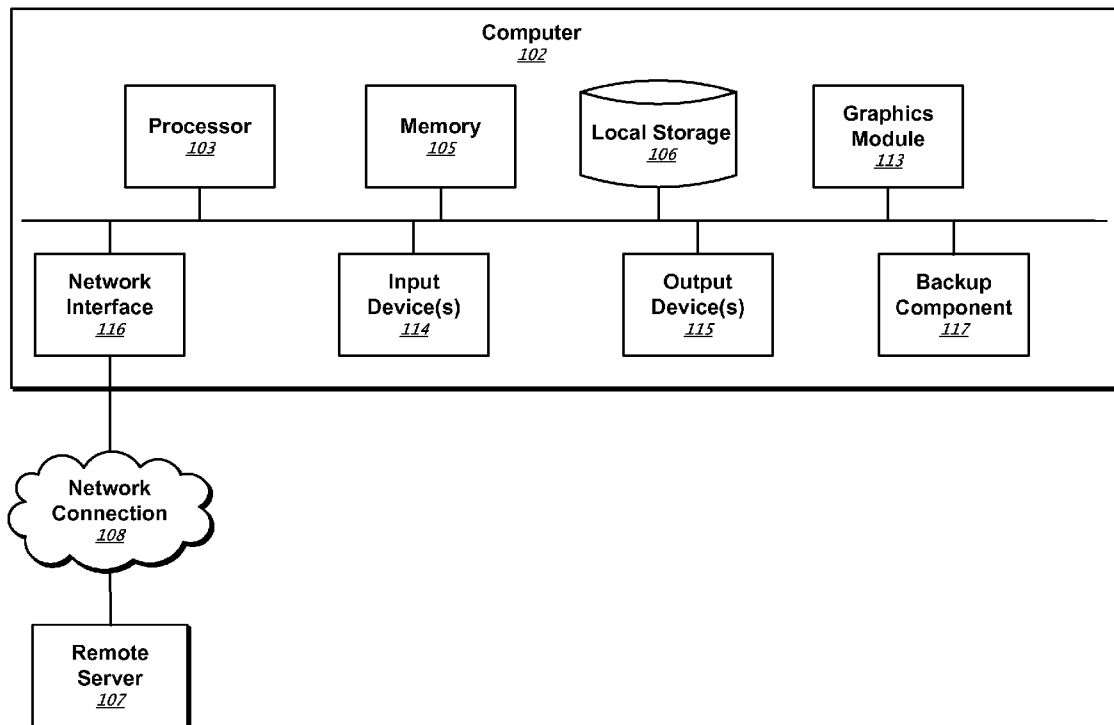 Computer
102
Processor
103
Memory
105
Local Storage
106
Graphics
Module
113
Network
Interface
116
Input
Device(s)
114
Output
Device(s)
115
Backup
Component
117
Network
Connection
108
Remote
Server
107